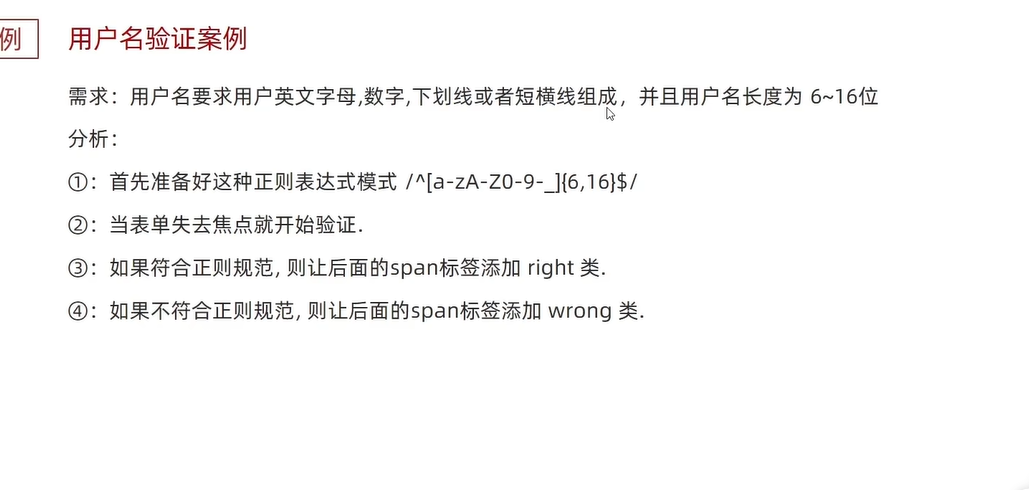 例
用户名验证案例
需求：用户名要求用户英文字母,数字,下划线或者短横线组成，并且用户名长度为 6~16位
分析：
①：首先准备好这种正则表达式模式 /^[a-zA-Z0-9-_]{6,16}$/
②：当表单失去焦点就开始验证.
③：如果符合正则规范, 则让后面的span标签添加 right 类.
④：如果不符合正则规范, 则让后面的span标签添加 wrong 类.